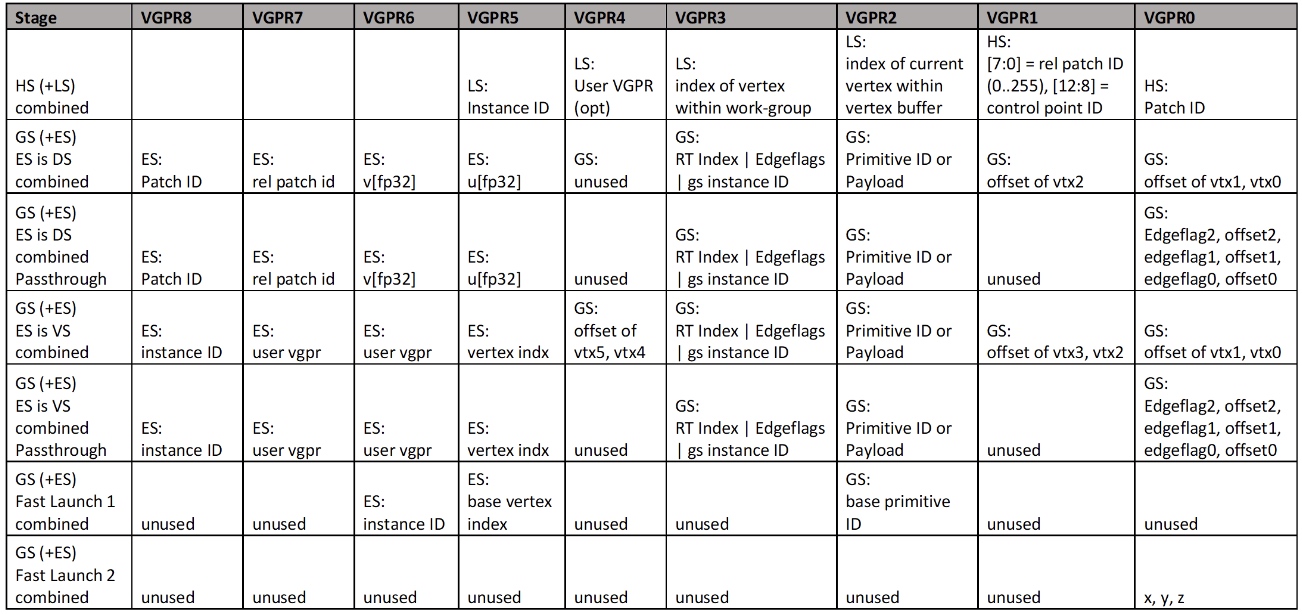 Stage VGPR8 VGPR7 VGPR6 VGPR5 VGPR4 VGPR3 VGPR2 VGPR1 VGPR0
HS (+LS)
combined
LS:
Instance ID
LS:
User VGPR
(opt)
LS:
index of vertex
within work-group
LS:
index of current
vertex within
vertex buffer
HS:
[7:0] = rel patch ID
(0..255), [12:8] =
control point ID
HS:
Patch ID
GS (+ES)
ES is DS
combined
ES:
Patch ID
ES:
rel patch id
ES:
v[fp32]
ES:
u[fp32]
GS:
unused
GS:
RT Index | Edgeflags
| gs instance ID
GS:
Primitive ID or
Payload
GS:
offset of vtx2
GS:
offset of vtx1, vtx0
GS (+ES)
ES is DS
combined
Passthrough
ES:
Patch ID
ES:
rel patch id
ES:
v[fp32]
ES:
u[fp32]
unused
GS:
RT Index | Edgeflags
| gs instance ID
GS:
Primitive ID or
Payload
unused
GS:
Edgeflag2, offset2,
edgeflag1, offset1,
edgeflag0, offset0
GS (+ES)
ES is VS
combined
ES:
instance ID
ES:
user vgpr
ES:
user vgpr
ES:
vertex indx
GS:
offset of
vtx5, vtx4
GS:
RT Index | Edgeflags
| gs instance ID
GS:
Primitive ID or
Payload
GS:
offset of vtx3, vtx2
GS:
offset of vtx1, vtx0
GS (+ES)
ES is VS
combined
Passthrough
ES:
instance ID
ES:
user vgpr
ES:
user vgpr
ES:
vertex indx
unused
GS:
RT Index | Edgeflags
| gs instance ID
GS:
Primitive ID or
Payload
unused
GS:
Edgeflag2, offset2,
edgeflag1, offset1,
edgeflag0, offset0
GS (+ES)
Fast Launch 1
combined
unused
unused
ES:
instance ID
ES:
base vertex
index
unused
unused
GS:
base primitive
ID
unused
unused
GS (+ES)
Fast Launch 2
combined
unused
unused
unused
unused
unused
unused
unused
unused
x, y, z